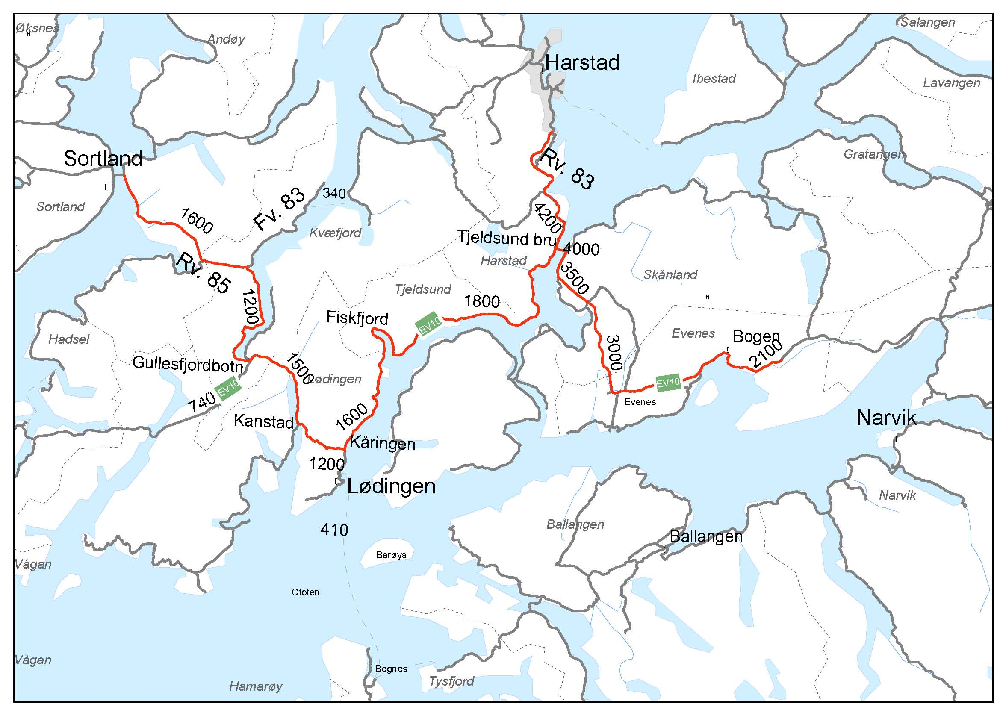 Øksnes
N
Andøy
Salangen
Harstad
Ibestad
Lavangen
N
Sortland
Rv. 83
Gratangen
Sortland
1600
Fv. 83
340
4200
Kvæfjord
Tjeldsund bru
4000
Rv. 85
Harstad
3500
Skånland
1200
Tjeldsund
1800
N
Fiskfjord
EV10
Hadsel
Evenes
Bogen
3000
2100
Gullesfjordbotn
1500
Lødingen
EV10
EV10
740
Evenes
Kanstad
1600
Narvik
Kåringen
1200
Lødingen
Narvik
410
Ballangen
Ballangen
Barøya
Vågan
Ofoten
Vågan
Bognes
Hamarøy
Tysfjord